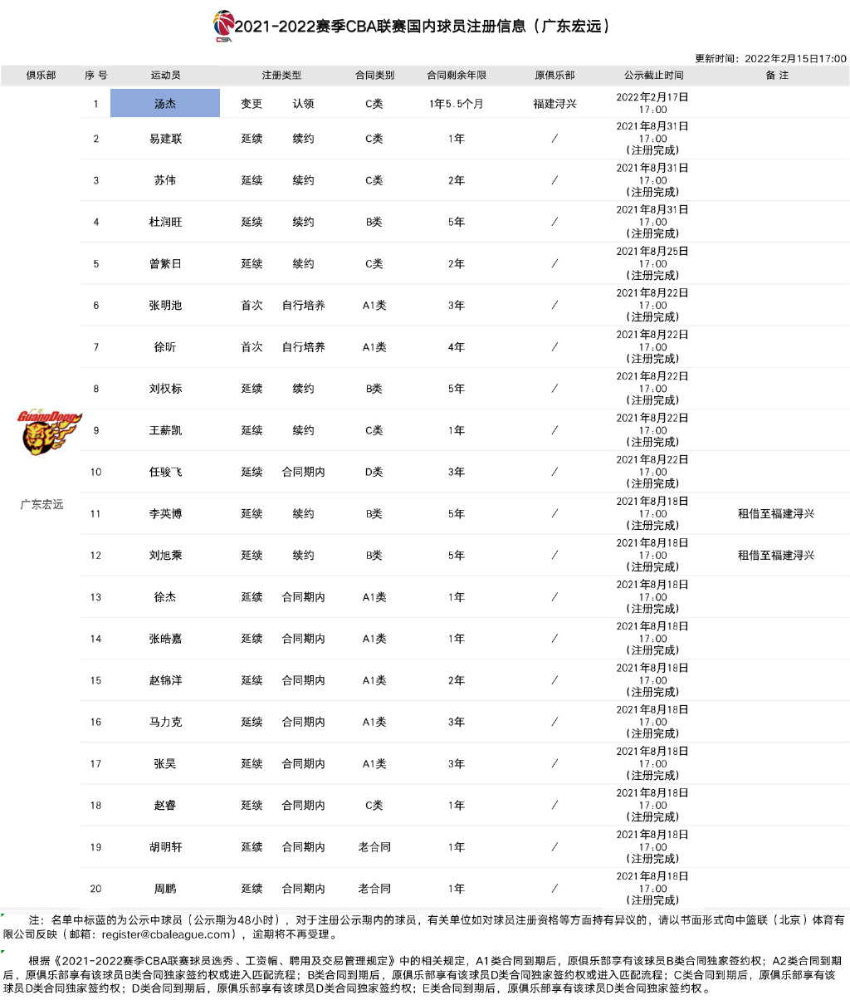 2021-2022赛季CBA联赛国内球员注册信息（广东宏远）
CBA
更新时间：2022年2月15日17:00
俱乐部 序号 运动员 注册类型 合同类别 合同剩余年限 原俱乐部 公示截止时间 备注
1 汤杰 变更 认领 C类 1年5.5个月 福建浔兴 2022年2月17日
17:00
2 易建联 延续 续约 C类 1年 / 2021年8月31日
17:00
(注册完成)
3 苏伟 延续 续约 C类 2年 / 2021年8月31日
17:00
(注册完成)
4 杜润旺 延续 续约 B类 5年 / 2021年8月31日
17:00
(注册完成)
5 曾繁日 延续 续约 C类 2年 / 2021年8月25日
17:00
(注册完成)
6 张明池 首次 自行培养 A1类 3年 / 2021年8月22日
17:00
(注册完成)
7 徐昕 首次 自行培养 A1类 4年 / 2021年8月22日
17:00
(注册完成)
8 刘权标 延续 续约 B类 5年 / 2021年8月22日
17:00
(注册完成)
广东
GuangDong
9 王薪凯 延续 续约 C类 1年 / 2021年8月22日
17:00
(注册完成)
10 任骏飞 延续 合同期内 D类 3年 / 2021年8月22日
17:00
(注册完成)
广东宏远
11 李英博 延续 续约 B类 5年 / 2021年8月18日
17:00
(注册完成) 租借至福建浔兴
12 刘旭乘 延续 续约 B类 5年 / 2021年8月18日
17:00
(注册完成) 租借至福建浔兴
13 徐杰 延续 合同期内 A1类 1年 / 2021年8月18日
17:00
(注册完成)
14 张皓嘉 延续 合同期内 A1类 1年 / 2021年8月18日
17:00
(注册完成)
15 赵锦洋 延续 合同期内 A1类 2年 / 2021年8月18日
17:00
(注册完成)
16 马力克 延续 合同期内 A1类 3年 / 2021年8月18日
17:00
(注册完成)
17 张昊 延续 合同期内 A1类 3年 / 2021年8月18日
17:00
(注册完成)
18 赵睿 延续 合同期内 C类 1年 / 2021年8月18日
17:00
(注册完成)
19 胡明轩 延续 合同期内 老合同 1年 / 2021年8月18日
17:00
(注册完成)
20 周鹏 延续 合同期内 老合同 1年 / 2021年8月18日
17:00
(注册完成)
注：名单中标蓝的为公示中球员（公示期为48小时），对于注册公示期内的球员，有关单位如对球员注册资格等方面持有异议的，请以书面形式向中篮联（北京）体育有
限公司反映（邮箱：register@cbaleague.com），逾期将不再受理。
根据《2021-2022赛季CBA联赛球员选秀、工资帽、聘用及交易管理规定》中的相关规定，A1类合同到期后，原俱乐部享有该球员B类合同独家签约权；A2类合同到期
后，原俱乐部享有该球员B类合同独家签约权或进入匹配流程；B类合同到期后，原俱乐部享有该球员D类合同独家签约权或进入匹配流程；C类合同到期后，原俱乐部享有该
球员D类合同独家签约权；D类合同到期后，原俱乐部享有该球员D类合同独家签约权；E类合同到期后，原俱乐部享有该球员D类合同独家签约权。